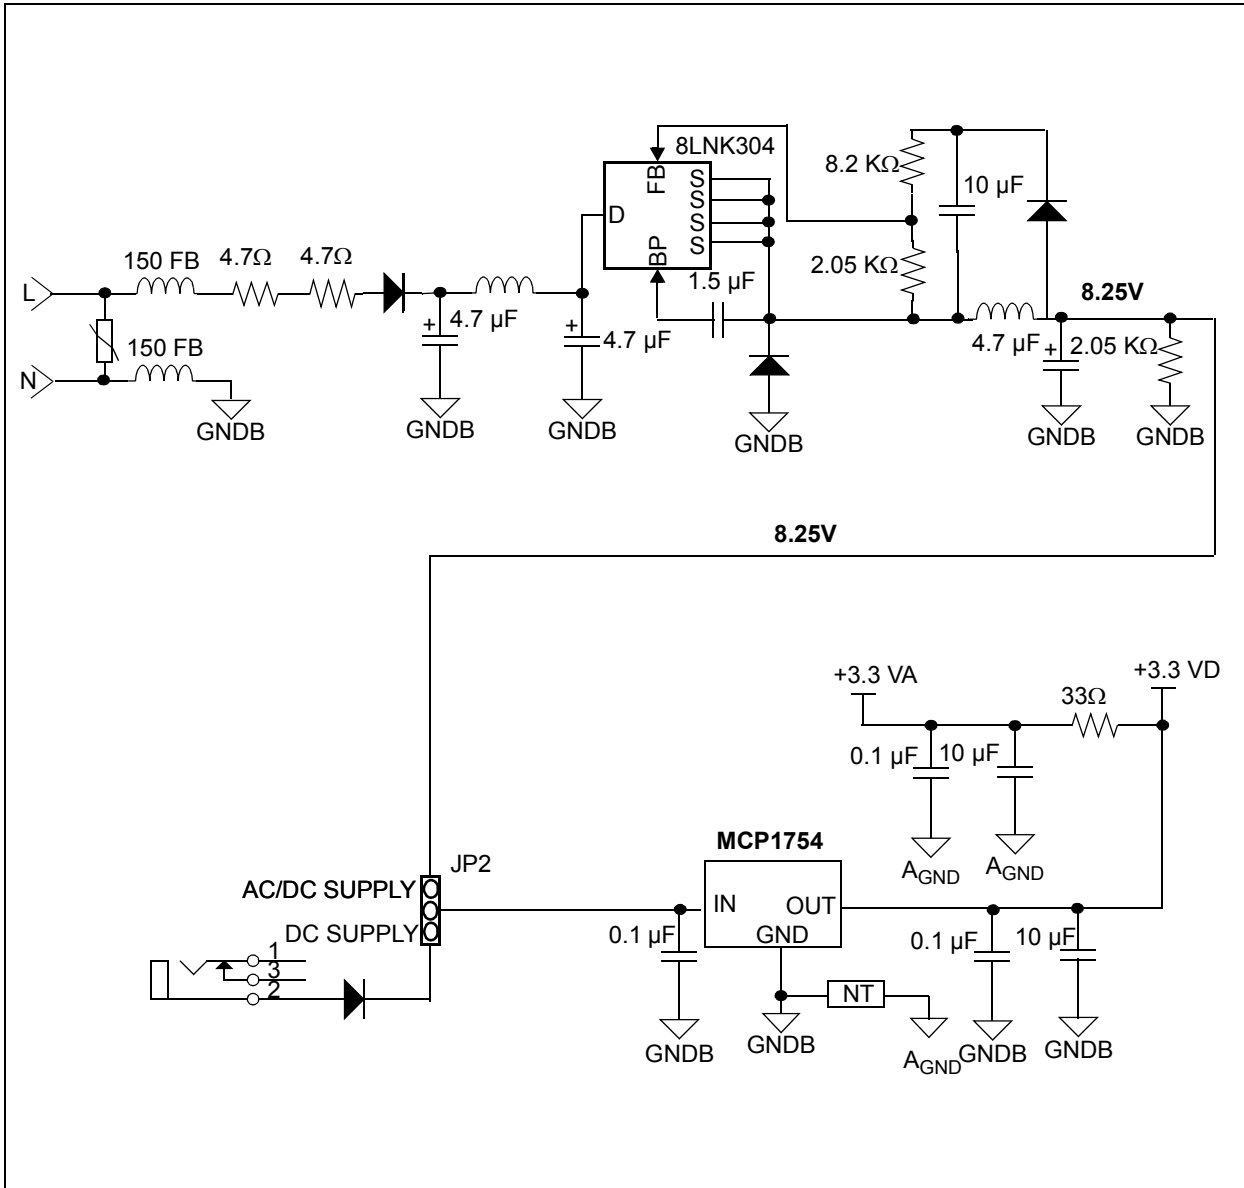 8LNK304
FB
S
S
S
S
D
BP
8.2 KΩ
10 µF
2.05 KΩ
1.5 µF
L
150 FB
4.7Ω
4.7Ω
4.7 µF
+
4.7 µF
+
8.25V
4.7 µF
+
2.05 KΩ
N
150 FB
GNDB
GNDB
GNDB
GNDB
GNDB
GNDB
8.25V
+3.3 VA
+3.3 VD
33Ω
0.1 µF
10 µF
AGND
AGND
MCP1754
JP2
AC/DC SUPPLY
DC SUPPLY
IN
OUT
GND
0.1 µF
0.1 µF
10 µF
1
3
2
NT
GNDB
GNDB
AGND
GNDB
GNDB